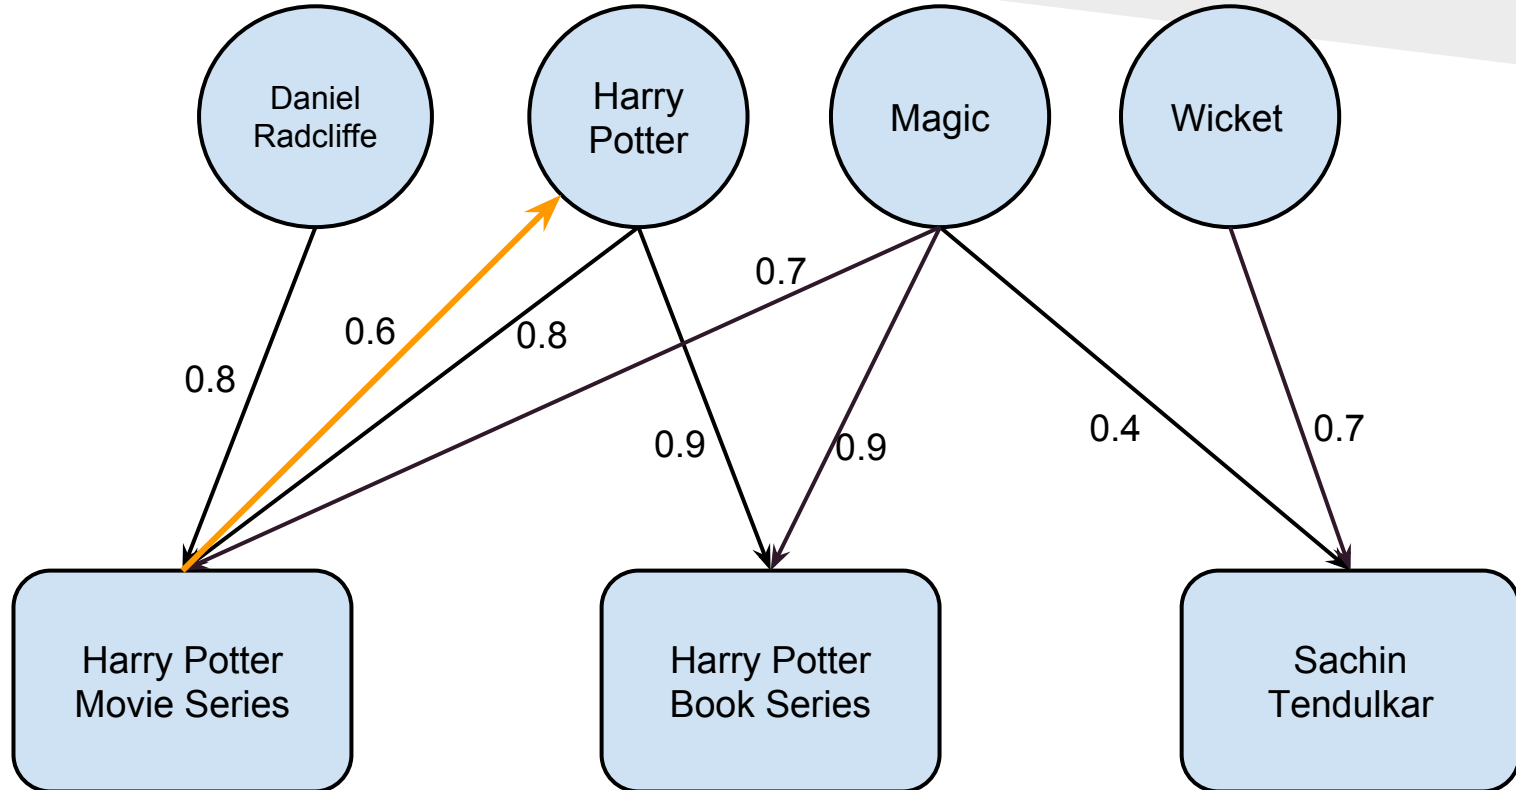 Daniel
Radcliffe
Harry
Potter
Magic
Wicket
0.7
0.6
0.8
0.8
0.9
0.9
0.4
0.7
Harry Potter
Movie Series
Harry Potter
Book Series
Sachin
Tendulkar